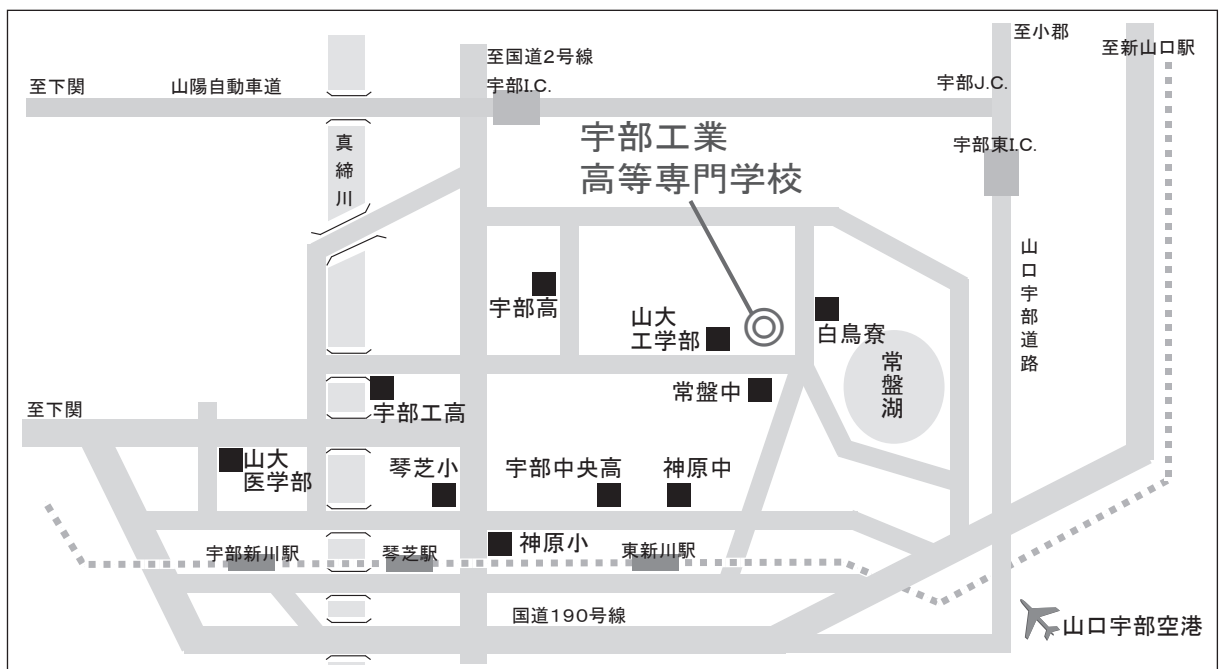 至小郡
至新山口駅
至国道2号線
至下関
山陽自動車道
宇部I.C.
宇部J.C.
宇部工業
高等専門学校
宇部東I.C.
真締川
山口宇部道路
宇部高
山大
工学部
白鳥寮
常盤湖
常盤中
宇部工高
至下関
山大
医学部
琴芝小
宇部中央高
神原中
宇部新川駅
琴芝駅
神原小
東新川駅
国道190号線
山口宇部空港